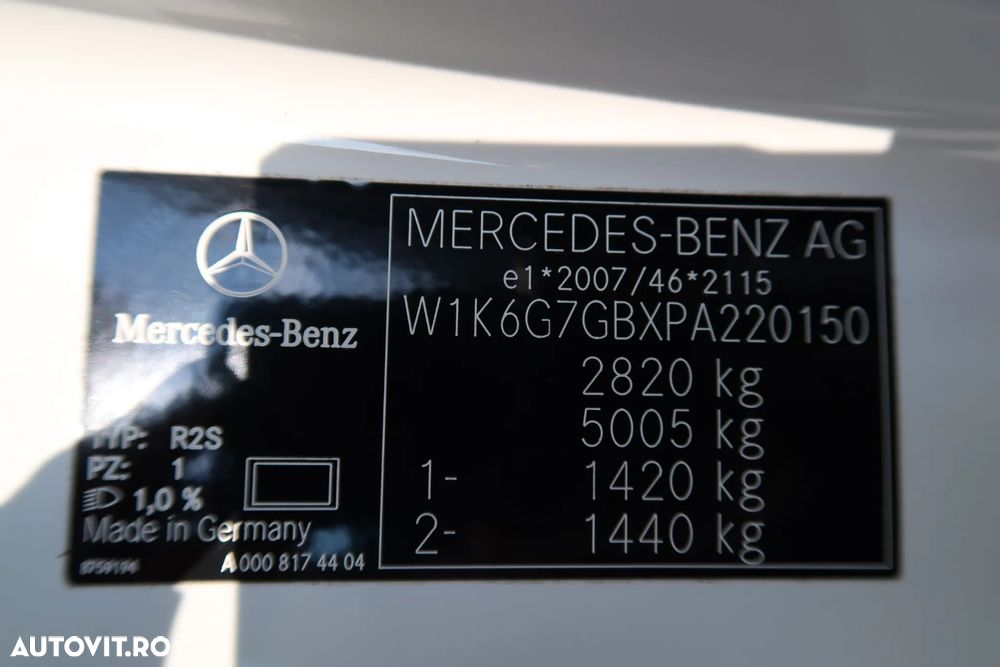 Mercedes-Benz
TYP: R2S
PZ: 1
1,0 %
Made in Germany
A 000 817 44 04
MERCEDES-BENZ AG
e1*2007/46*2115
W1K6G7GBXPA220150
2820 kg
5005 kg
1- 1420 kg
2- 1440 kg
AUTOVIT.RO